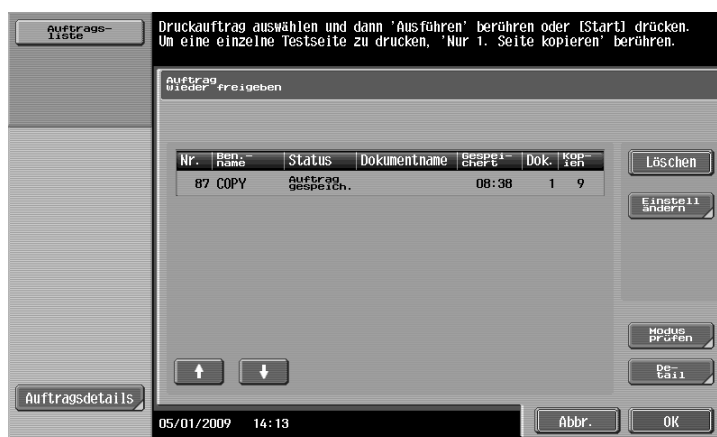 Auftrags-
liste
Druckauftrag auswählen und dann 'Ausführen' berühren oder [Start] drücken.
Um eine einzelne Testseite zu drucken, 'Nur 1. Seite kopieren' berühren.
Auftrag
wieder freigeben
Nr. Ben.-name Status Dokumentname Gespei-chert Dok. Kop-ien
87 COPY Auftrag gespeich. 08:38 1 9
Löschen
Einstell
ändern
Modus
prüfen
De-
tail
Auftragsdetails
05/01/2009 14:13
Abbr.
OK